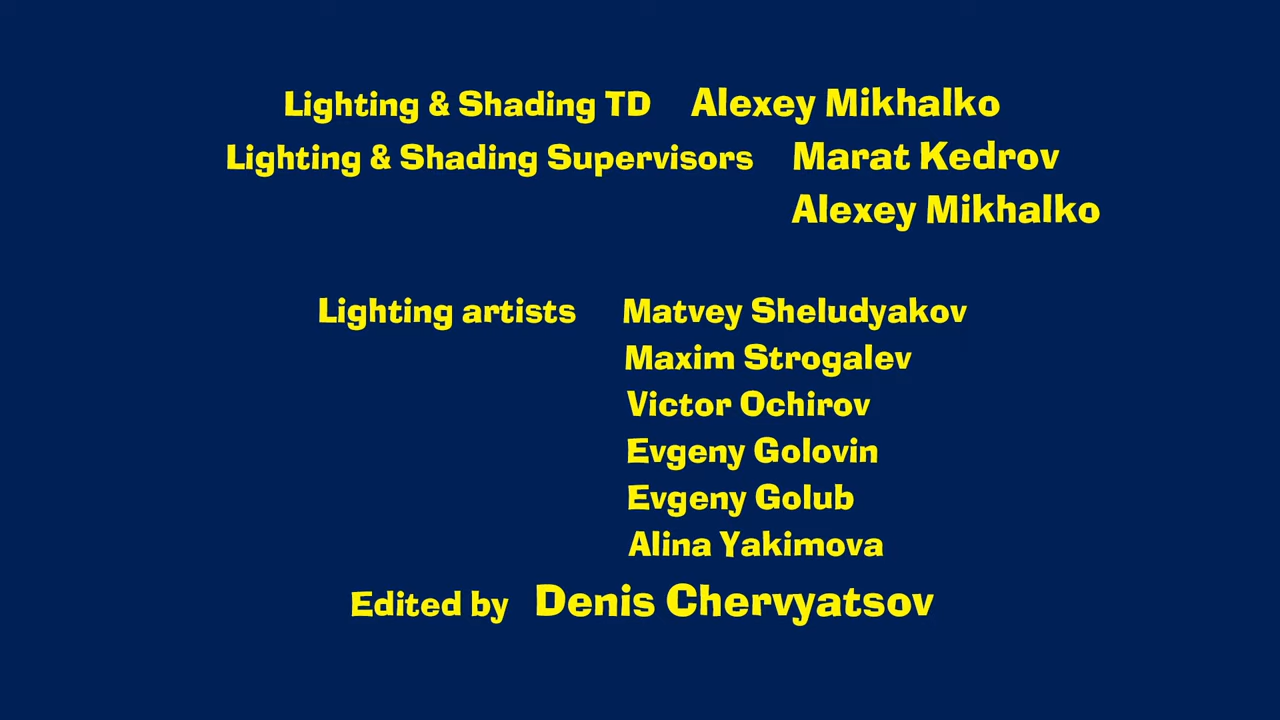 Lighting & Shading TD Alexey Mikhalko
Lighting & Shading Supervisors Marat Kedrov
Alexey Mikhalko
Lighting artists Matvey Sheludyakov
Maxim Strogalev
Victor Ochirov
Evgeny Golovin
Evgeny Golub
Alina Yakimova
Edited by Denis Chervyatsov